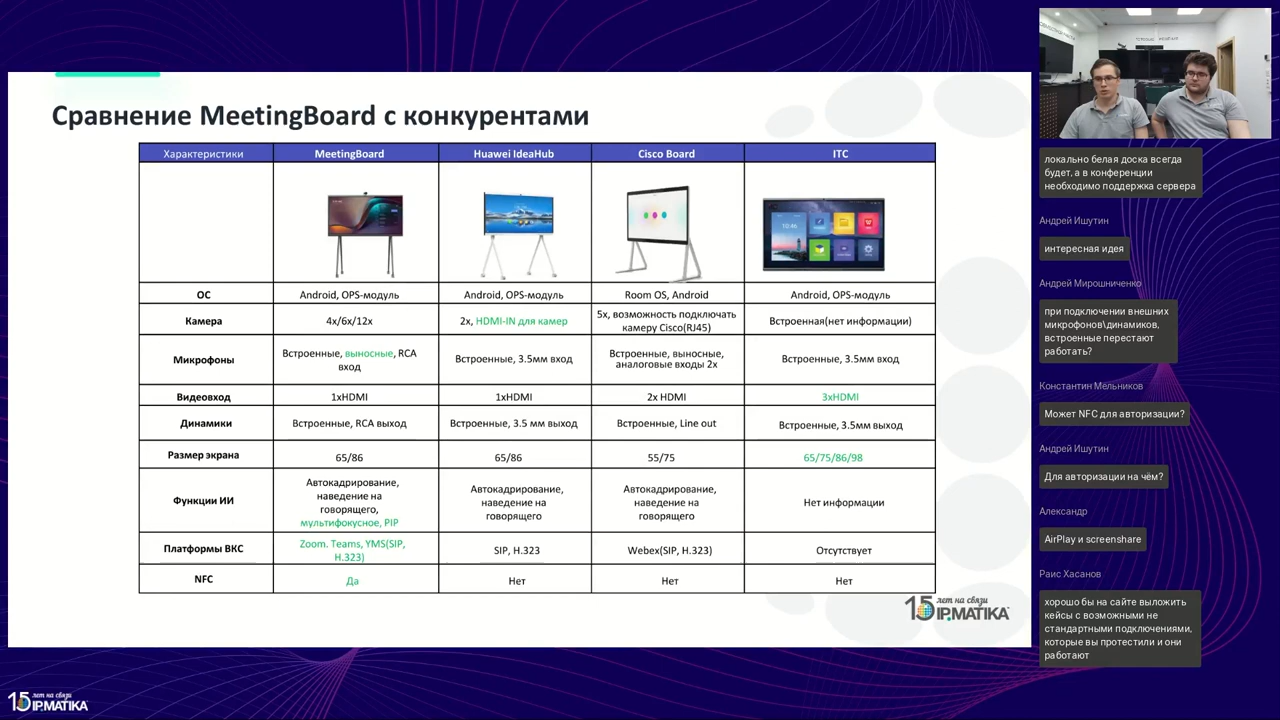 Сравнение MeetingBoard с конкурентами
Характеристики
MeetingBoard
Huawei IdeaHub
Cisco Board
ITC
10:46
ОС
Android, OPS-модуль
Android, OPS-модуль
Room OS, Android
Android, OPS-модуль
Камера
4x/6x/12x
2x, HDMI-IN для камер
5x, возможность подключать
камеру Cisco(RJ45)
Встроенная(нет информации)
Микрофоны
Встроенные, выносные, RCA
вход
Встроенные, 3.5мм вход
Встроенные, выносные,
аналоговые входы 2x
Встроенные, 3.5мм вход
Видеовход
1xHDMI
1xHDMI
2x HDMI
3xHDMI
Динамики
Встроенные, RCA выход
Встроенные, 3.5 мм выход
Встроенные, Line out
Встроенные, 3.5мм выход
Размер экрана
65/86
65/86
55/75
65/75/86/98
Функции ИИ
Автокадрирование,
наведение на
говорящего,
мультифокусное, PIP
Автокадрирование,
наведение на
говорящего
Автокадрирование,
наведение на
говорящего
Нет информации
Платформы ВКС
Zoom. Teams, YMS(SIP,
H.323)
SIP, H.323
Webex(SIP, H.323)
Отсутствует
NFC
Да
Нет
Нет
Нет
15 лет на связи
IPMATIKA
локально белая доска всегда
будет, а в конференции
необходимо поддержка сервера
Андрей Ишутин
интересная идея
Андрей Мирошниченко
при подключении внешних
микрофонов\динамиков,
встроенные перестают
работать?
Константин Мельников
Может NFC для авторизации?
Андрей Ишутин
Для авторизации на чём?
Александр
AirPlay и screenshare
Раис Хасанов
хорошо бы на сайте выложить
кейсы с возможными не
стандартными подключениями,
которые вы протестили и они
работают
15 лет на связи
IPMATIKA